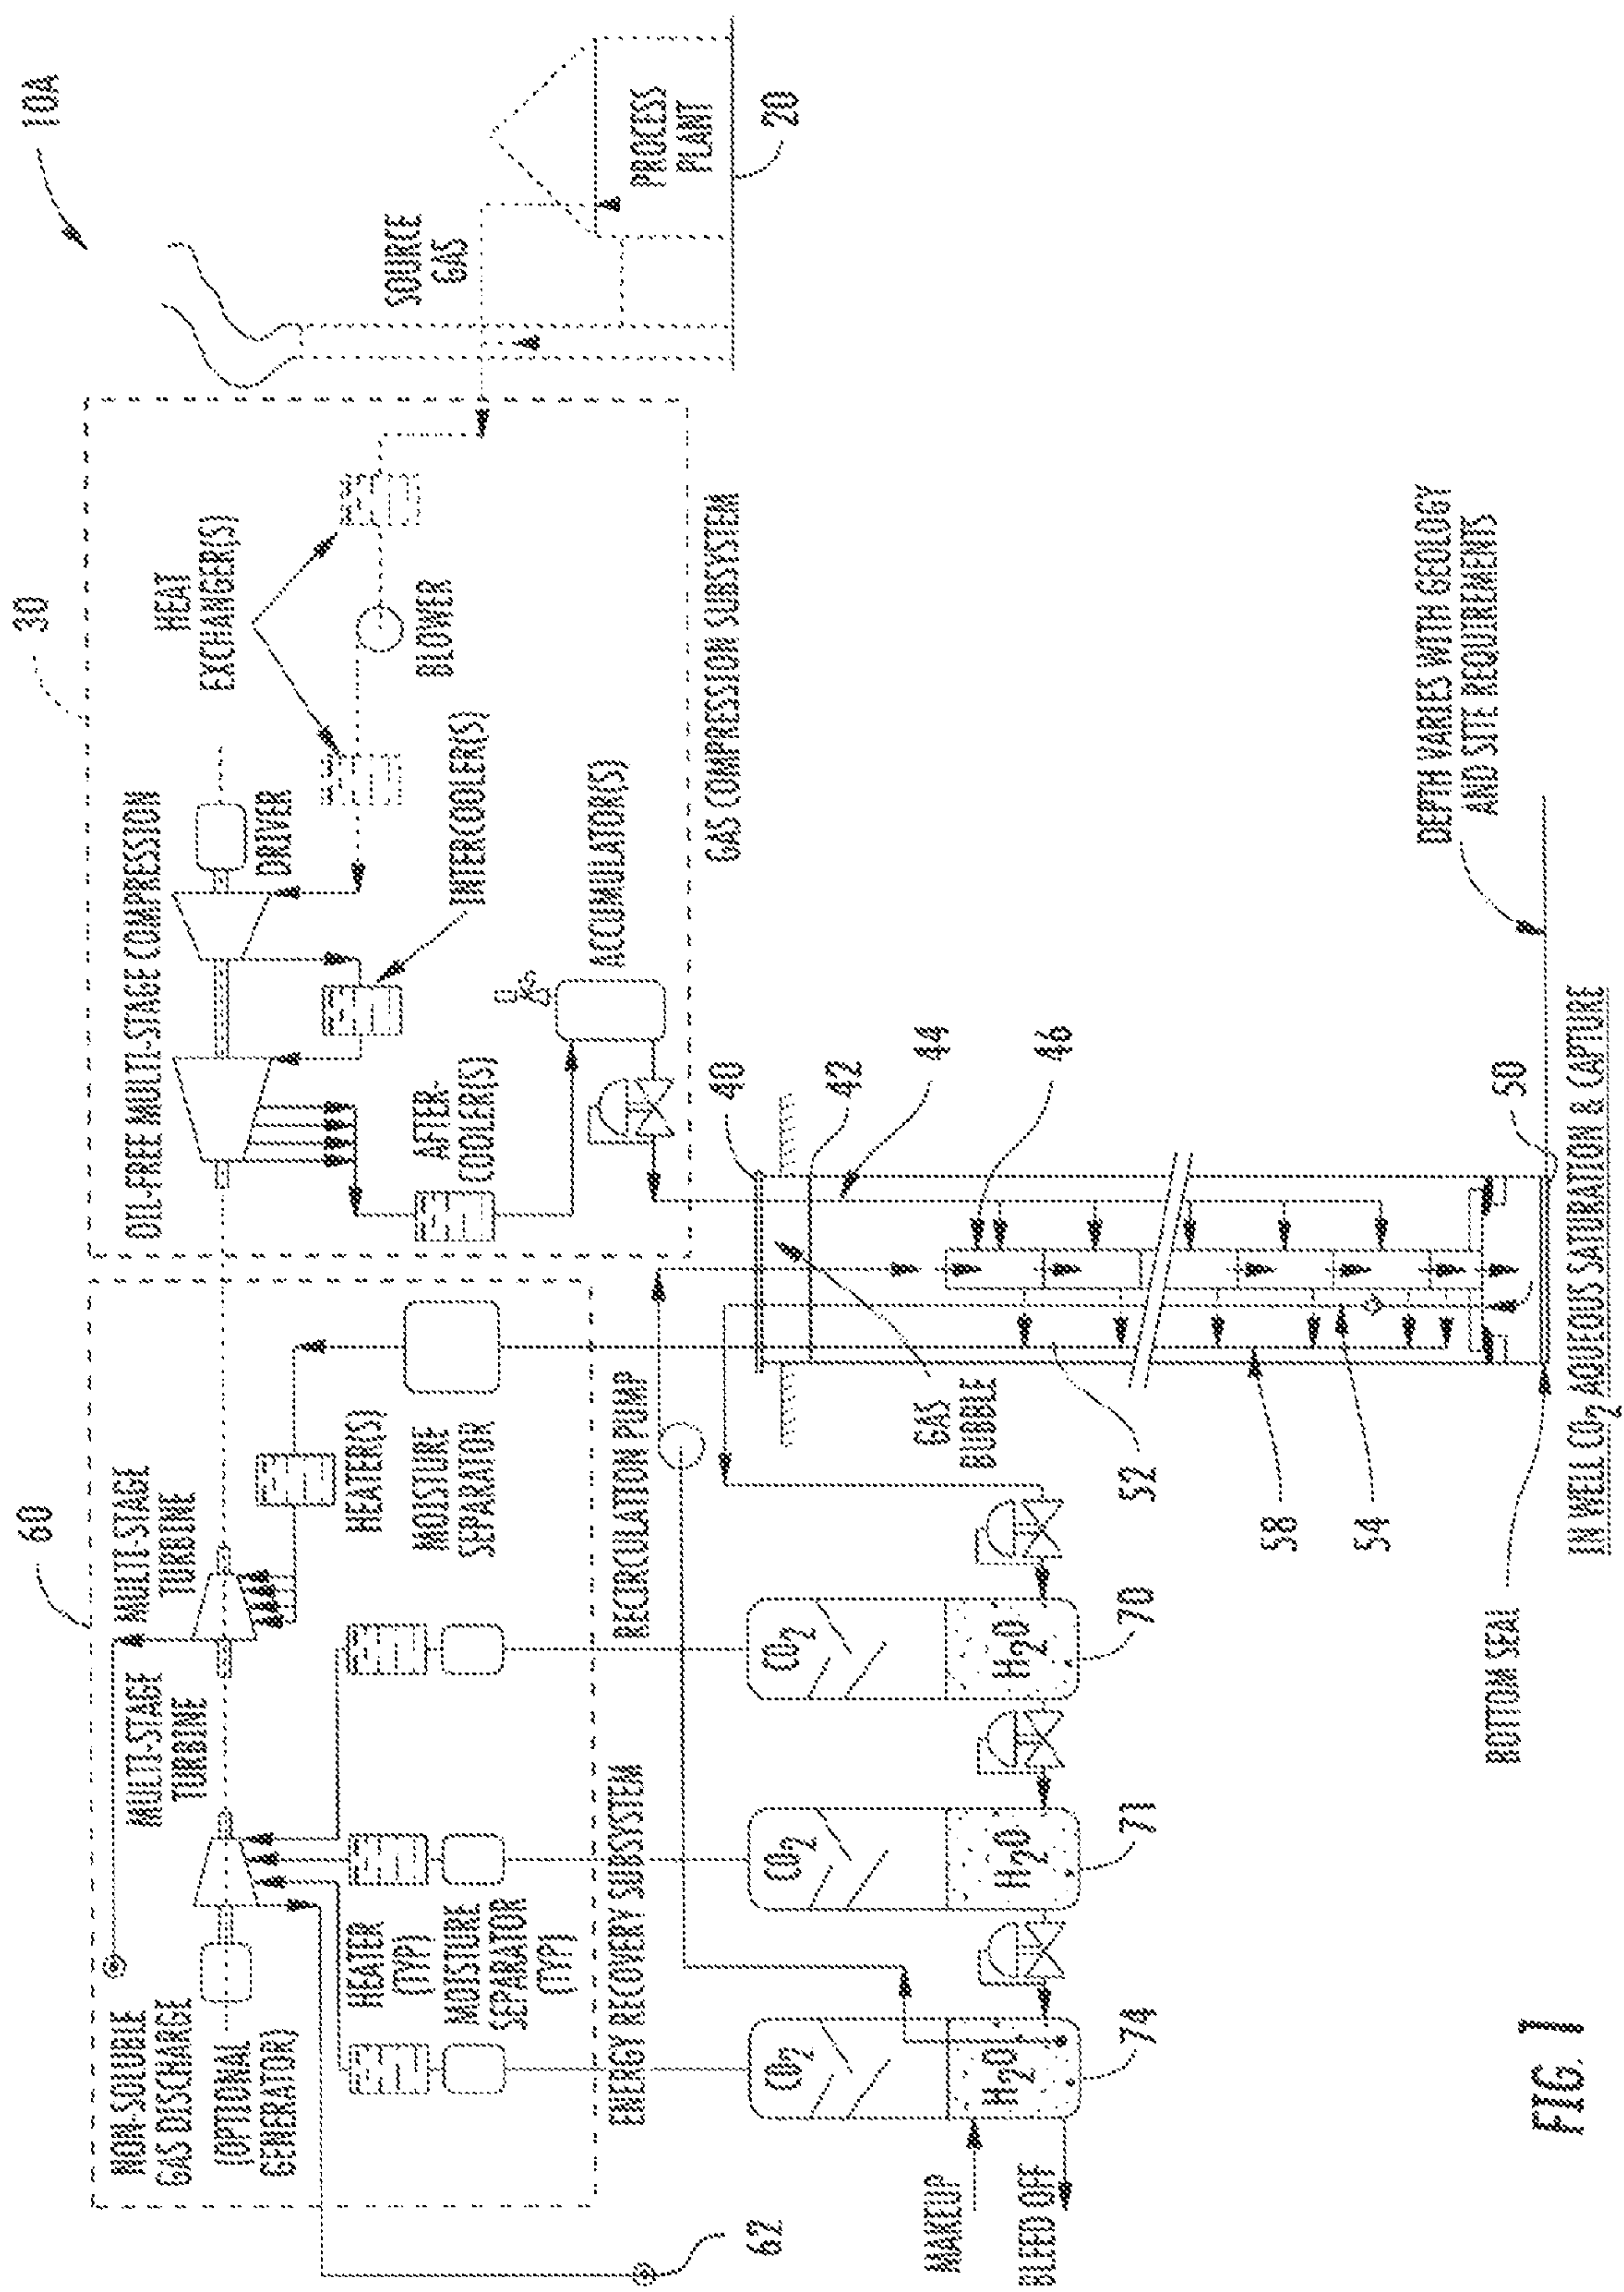 10A
30
60
NON-SOLUBLE
GAS DISCHARGE
(OPTIONAL
GENERATOR)
MULTI-STAGE
TURBINE
MULTI-STAGE
TURBINE
OIL-FREE MULTI-STAGE COMPRESSION
DRIVER
HEAT
EXCHANGER(S)
SOURCE
GAS
PROCESS
PLANT
20
HEATER
(TYP)
MOISTURE
SEPARATOR
(TYP)
HEATER(S)
MOISTURE
SEPARATOR
AFTER-
COOLER(S)
INTERCOOLER(S)
BLOWER
ACCUMULATOR(S)
ENERGY RECOVERY SUBSYSTEM
RECIRCULATION PUMP
GAS COMPRESSION SUBSYSTEM
62
CO2
CO2
CO2
40
42
44
46
GAS
BUBBLE
MAKEUP
BLEED OFF
H2O
H2O
H2O
74
71
70
52
58
54
DEPTH VARIES WITH GEOLOGY
AND SITE REQUIREMENTS
BOTTOM SEAL
50
IN WELL CO2 AQUEOUS SATURATION & CAPTURE
FIG. 1